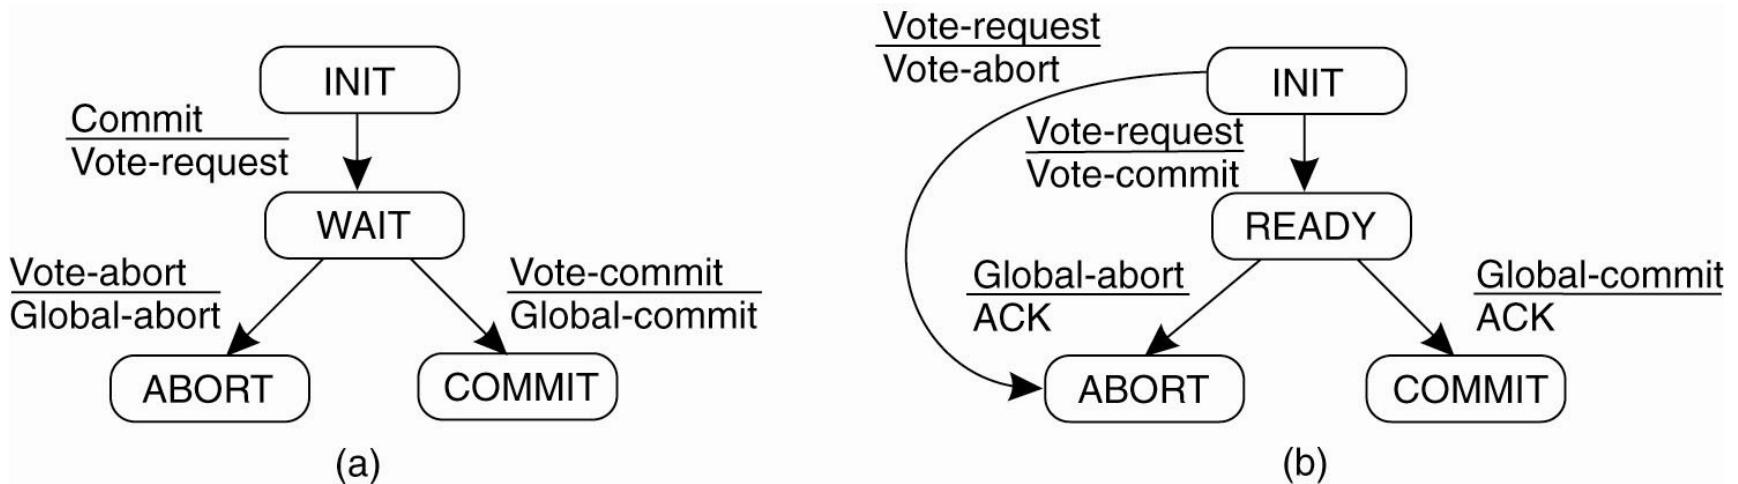 INIT
Commit
Vote-request
WAIT
Vote-abort
Global-abort
Vote-commit
Global-commit
ABORT
COMMIT
(a)
Vote-request
Vote-abort
INIT
Vote-request
Vote-commit
READY
Global-abort
ACK
Global-commit
ACK
ABORT
COMMIT
(b)